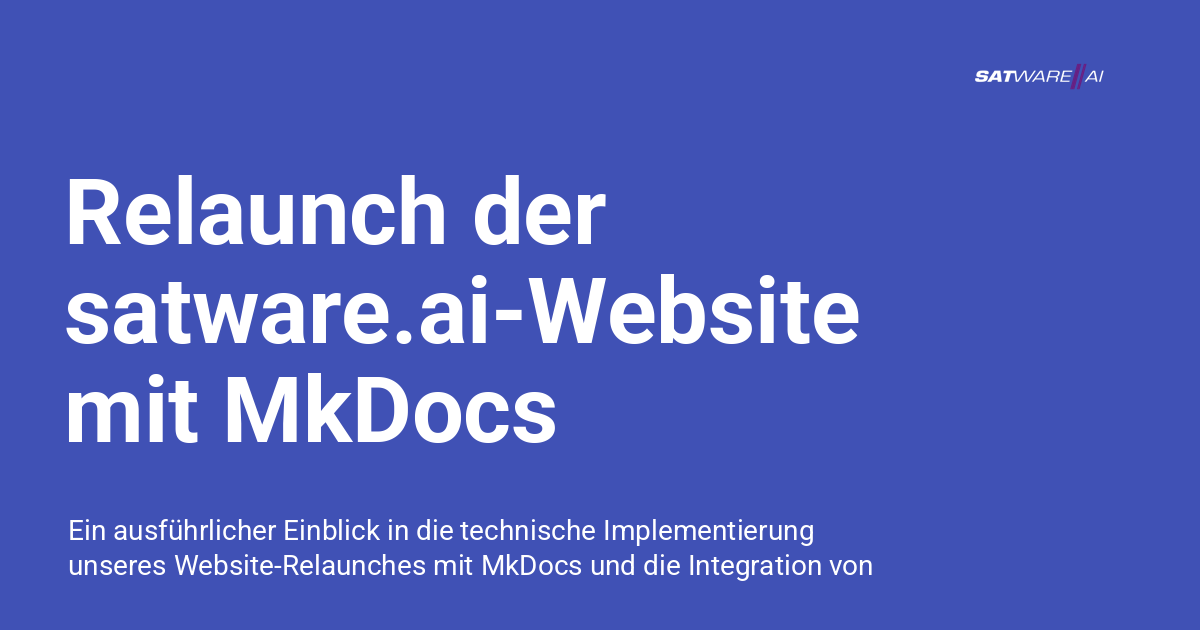 SATWARE//AI
Relaunch der
satware.ai-Website
mit MkDocs
Ein ausführlicher Einblick in die technische Implementierung
unseres Website-Relaunches mit MkDocs und die Integration von